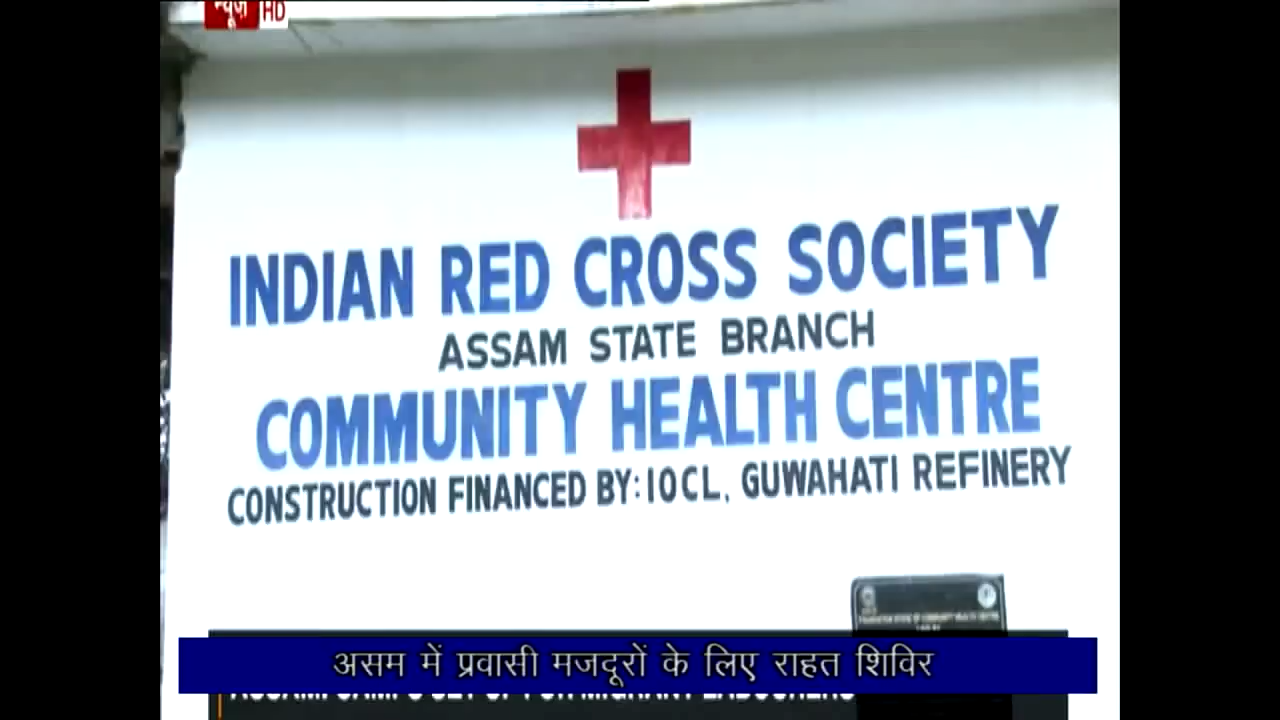 न्यूज़ HD
INDIAN RED CROSS SOCIETY
ASSAM STATE BRANCH
COMMUNITY HEALTH CENTRE
CONSTRUCTION FINANCED BY: IOCL, GUWAHATI REFINERY
असम में प्रवासी मजदूरों के लिए राहत शिविर